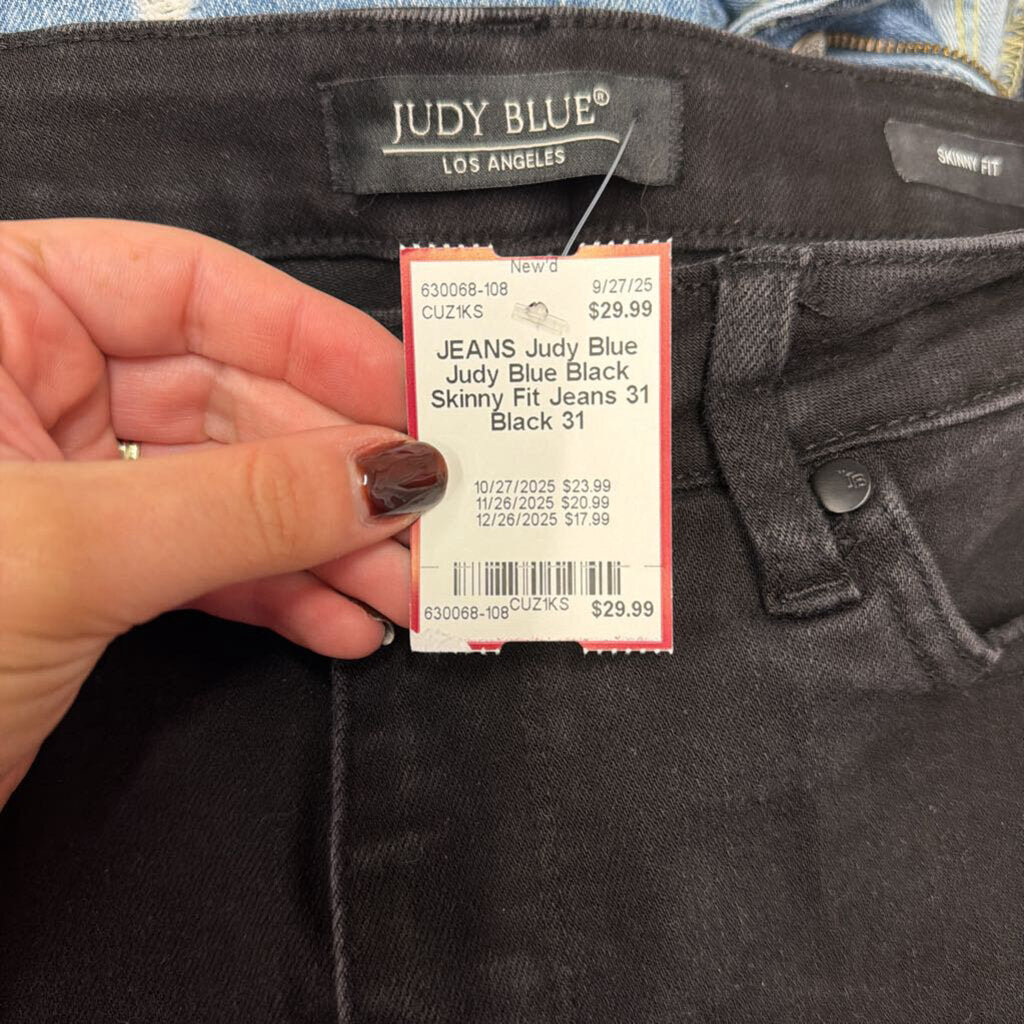 JUDY BLUE®
LOS ANGELES
SKINNY FIT
New'd
630068-108 9/27/25
CUZ1KS $29.99
JEANS Judy Blue
Judy Blue Black
Skinny Fit Jeans 31
Black 31
10/27/2025 $23.99
11/26/2025 $20.99
12/26/2025 $17.99
630068-108 CUZ1KS $29.99